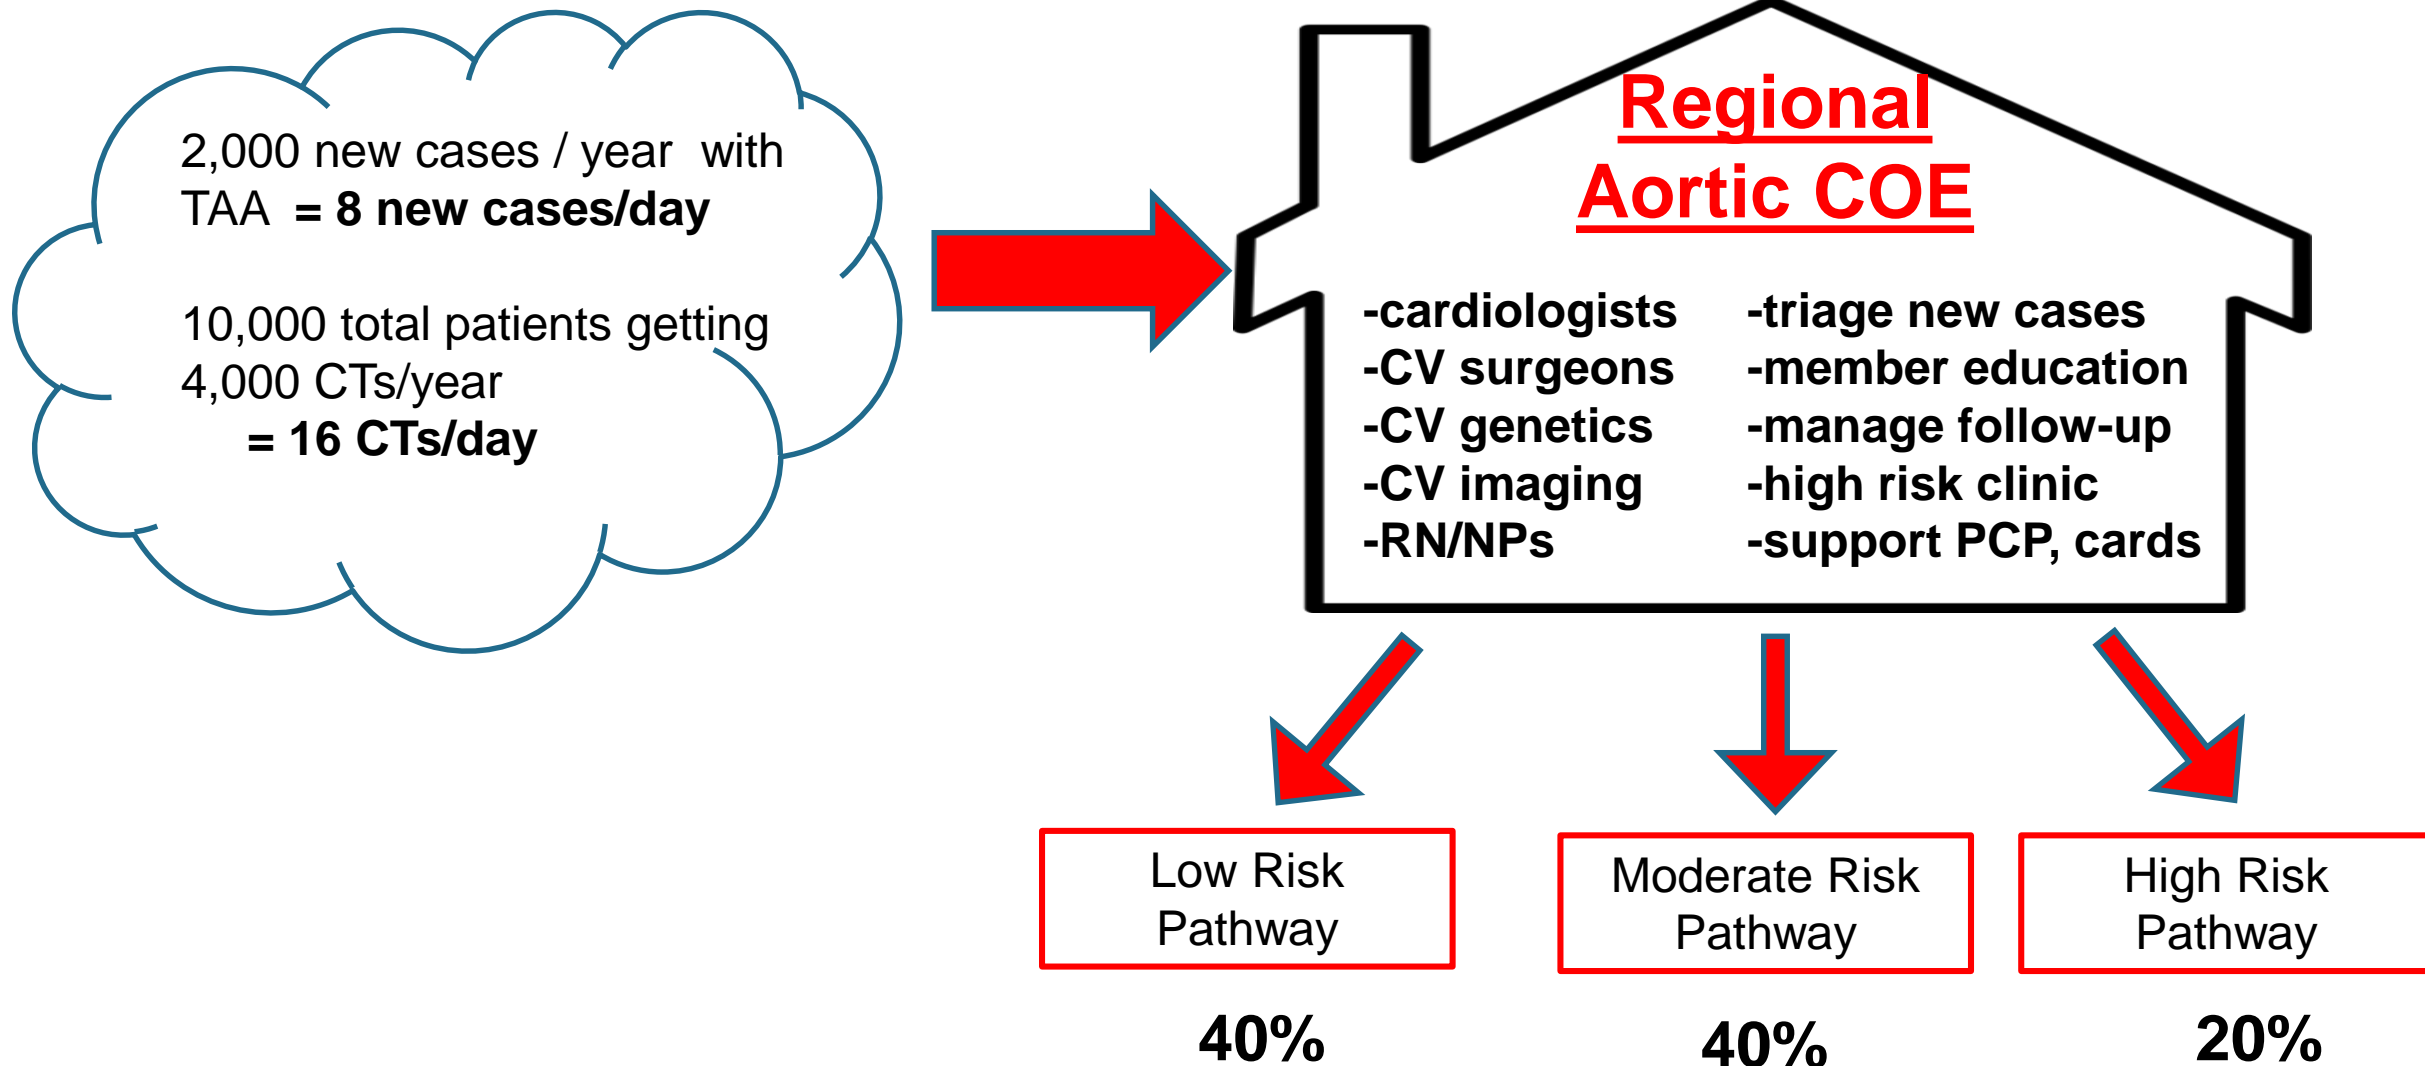 2,000 new cases / year  with
TAA  = 8 new cases/day
10,000 total patients getting
4,000 CTs/year
= 16 CTs/day
Regional
Aortic COE
-cardiologists
-CV surgeons
-CV genetics
-CV imaging
-RN/NPs
-triage new cases
-member education
-manage follow-up
-high risk clinic
-support PCP, cards
Low Risk
Pathway
40%
Moderate Risk
Pathway
40%
High Risk
Pathway
20%